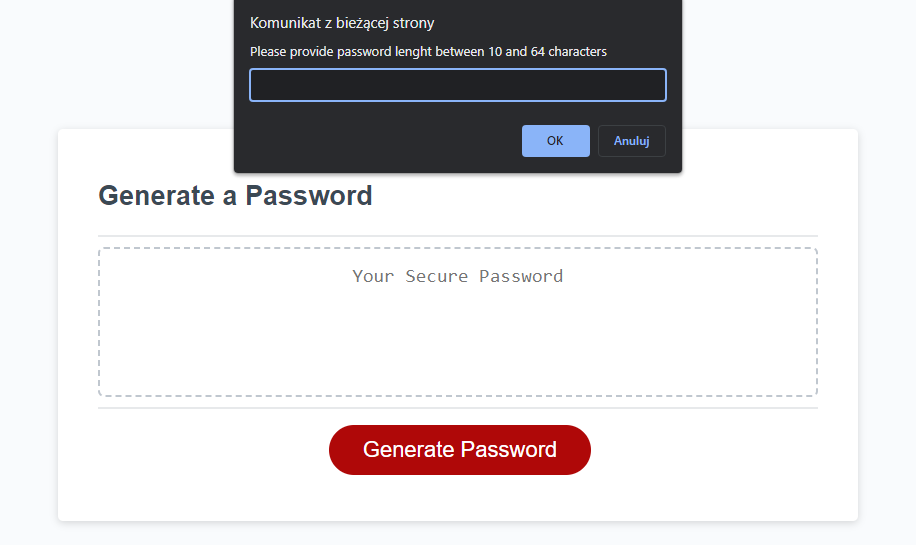 Komunikat z bieżącej strony
Please provide password lenght between 10 and 64 characters
OK
Anuluj
Generate a Password
Your Secure Password
Generate Password